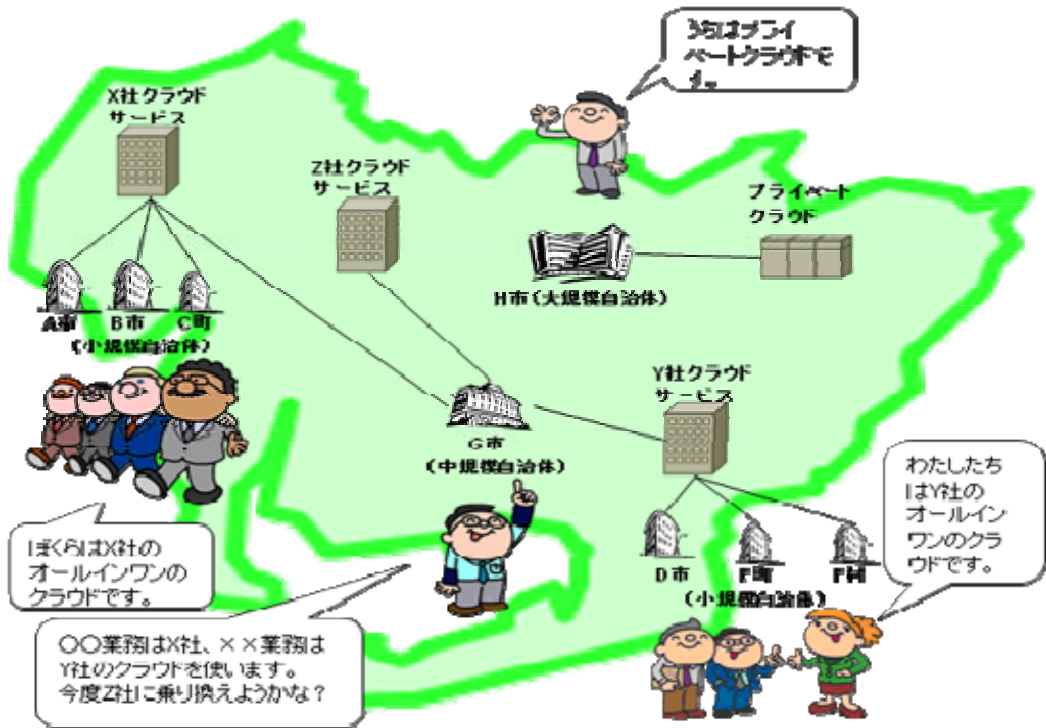 うちはプライ
ベートクラウドで
す。
X社クラウド
サービス
Z社クラウド
サービス
プライベート
クラウド
H市(大規模自治体)
A市
B市
C町
(小規模自治体)
Y社クラウド
サービス
G市
(中規模自治体)
わたしたち
はY社の
オールイン
ワンのクラ
ウドです。
ぼくらはX社の
オールインワンの
クラウドです。
D市
(小規模自治体)
〇〇業務はX社、××業務は
Y社のクラウドを使います。
今度Z社に乗り換えようかな?